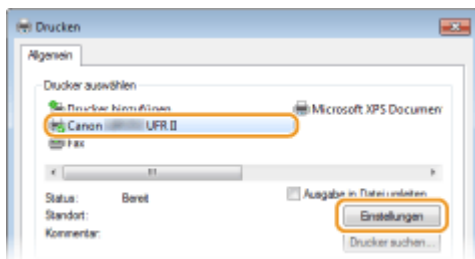 Drucken
Allgemein
Drucker auswählen
Drucker hinzufügen
Microsoft XPS Documen
Canon UFR II
Fax
Status: Bereit
Ausgabe in Datei umleiten
Standort:
Einstellungen
Kommentar:
Drucker suchen...